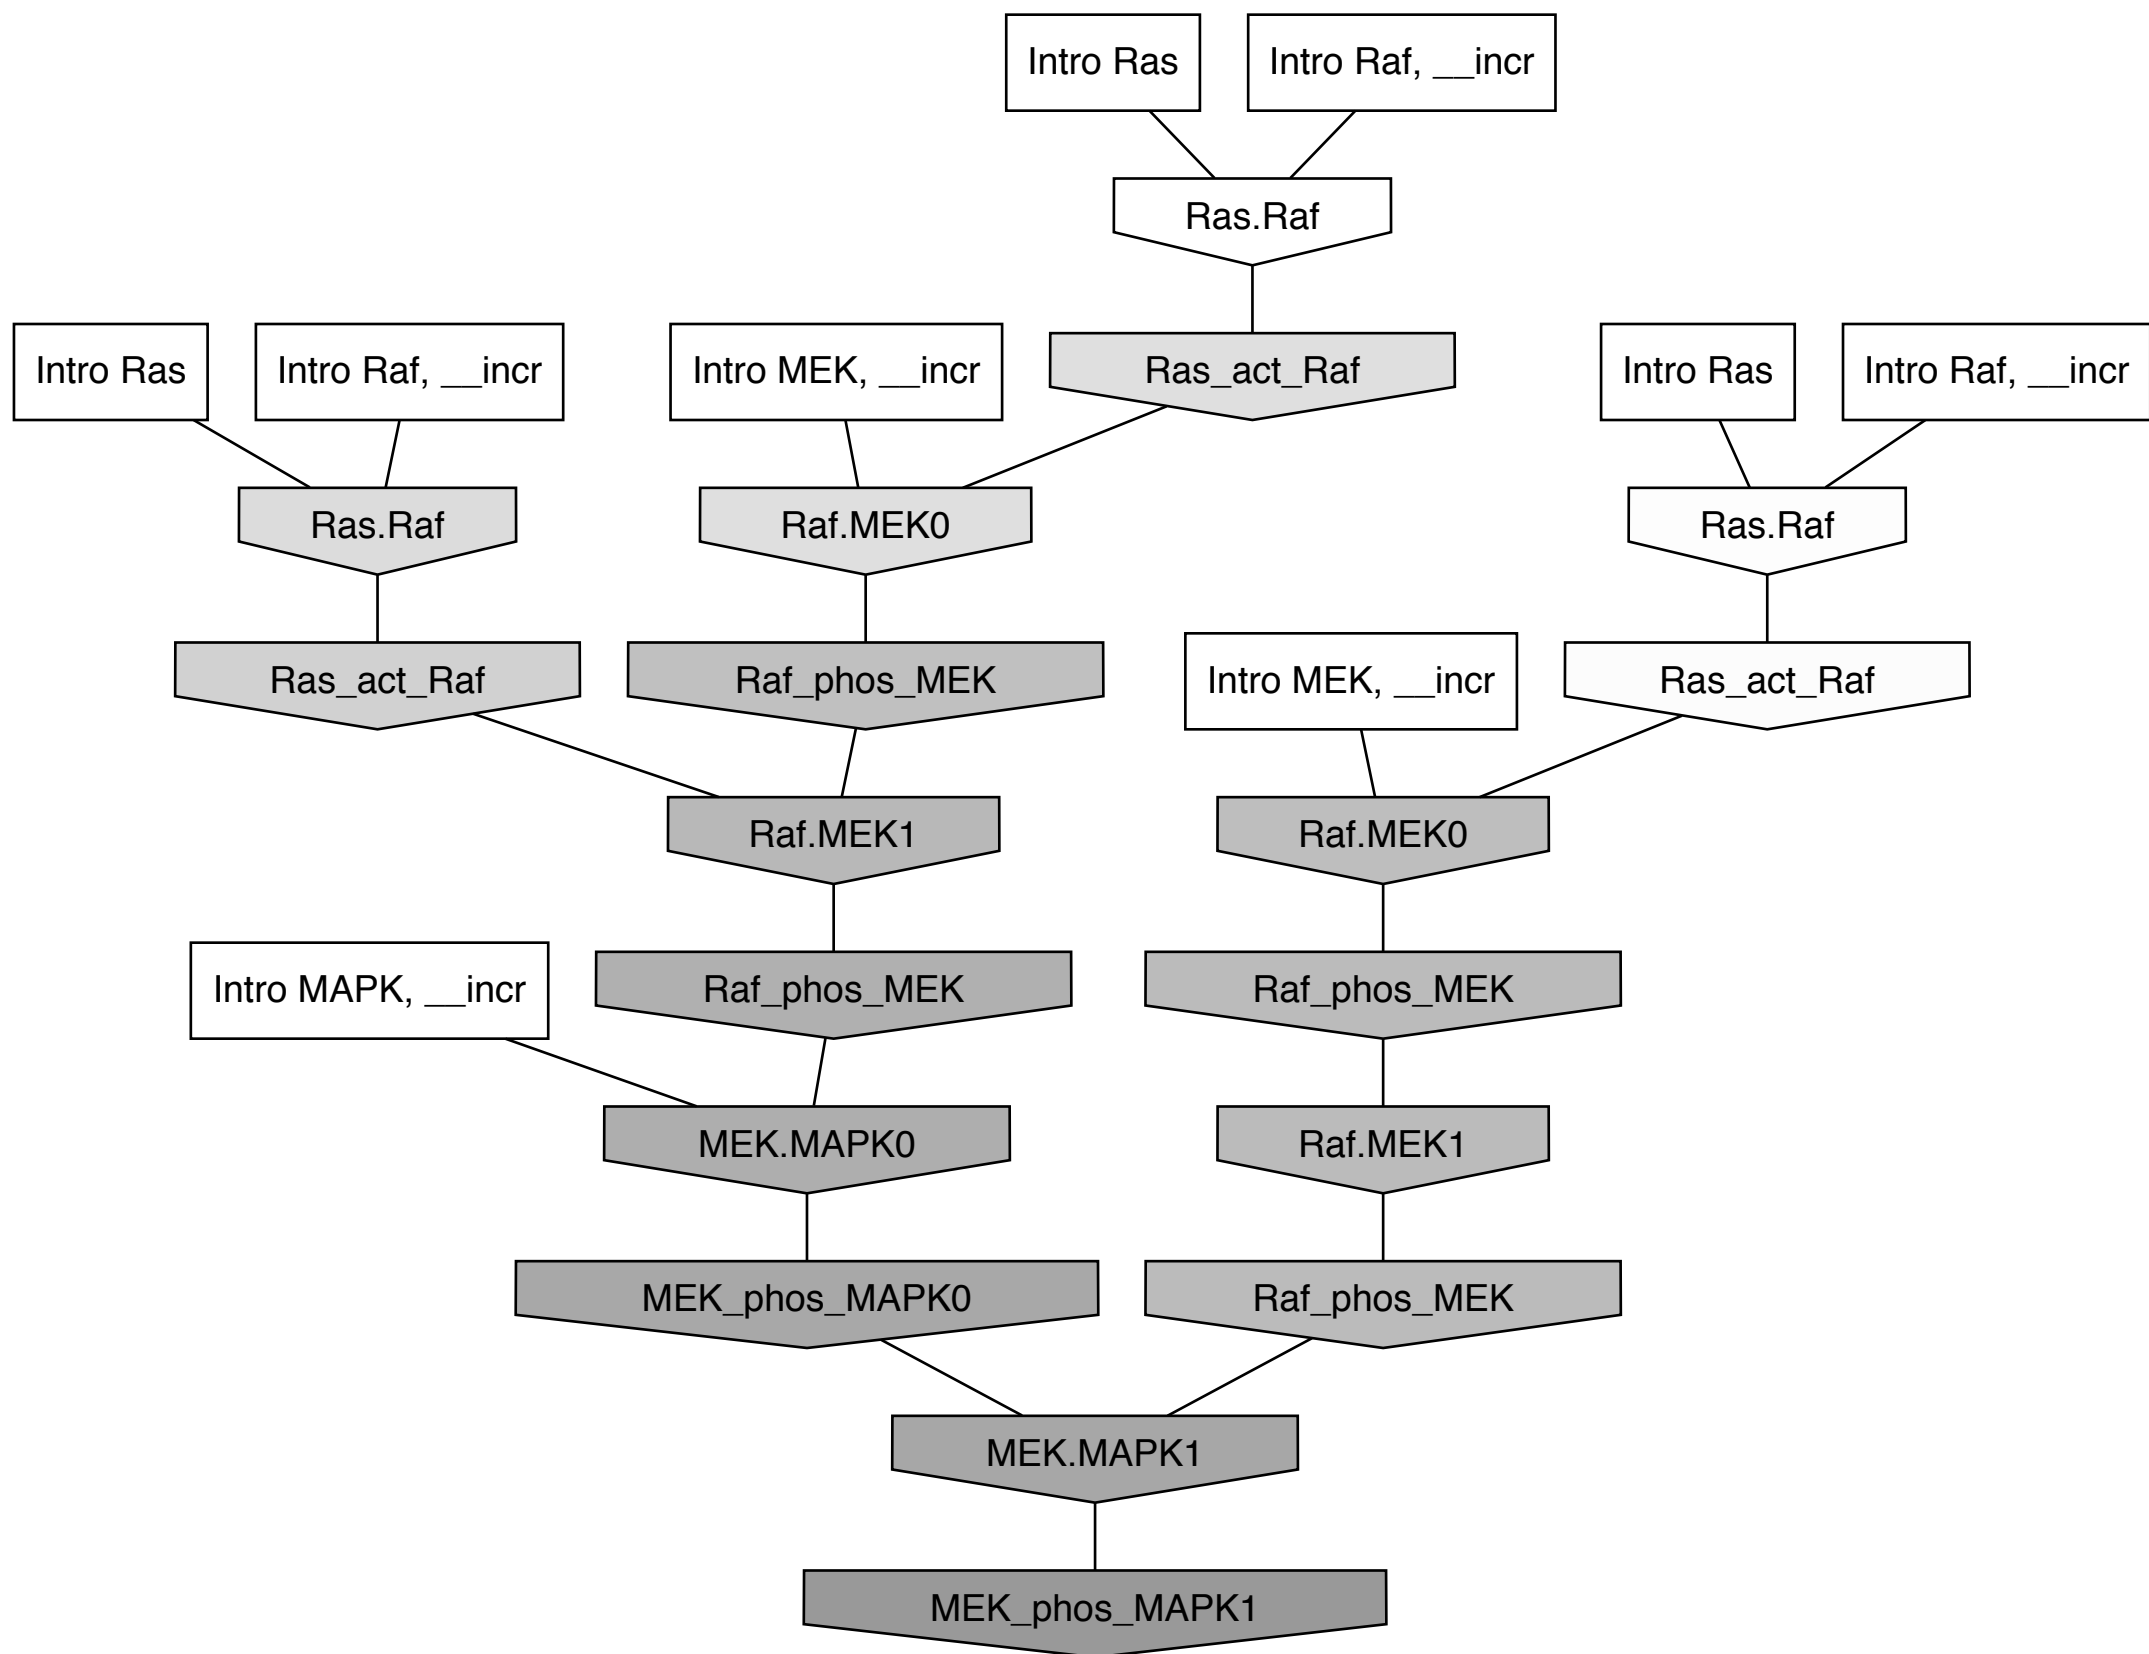 Intro Ras
Intro Raf, __incr
Ras.Raf
Intro Ras
Intro Raf, __incr
Intro MEK, __incr
Ras_act_Raf
Intro Ras
Intro Raf, __incr
Ras.Raf
Raf.MEK0
Ras.Raf
Ras_act_Raf
Raf_phos_MEK
Intro MEK, __incr
Ras_act_Raf
Raf.MEK1
Raf.MEK0
Intro MAPK, __incr
Raf_phos_MEK
Raf_phos_MEK
MEK.MAPK0
Raf.MEK1
MEK_phos_MAPK0
Raf_phos_MEK
MEK.MAPK1
MEK_phos_MAPK1